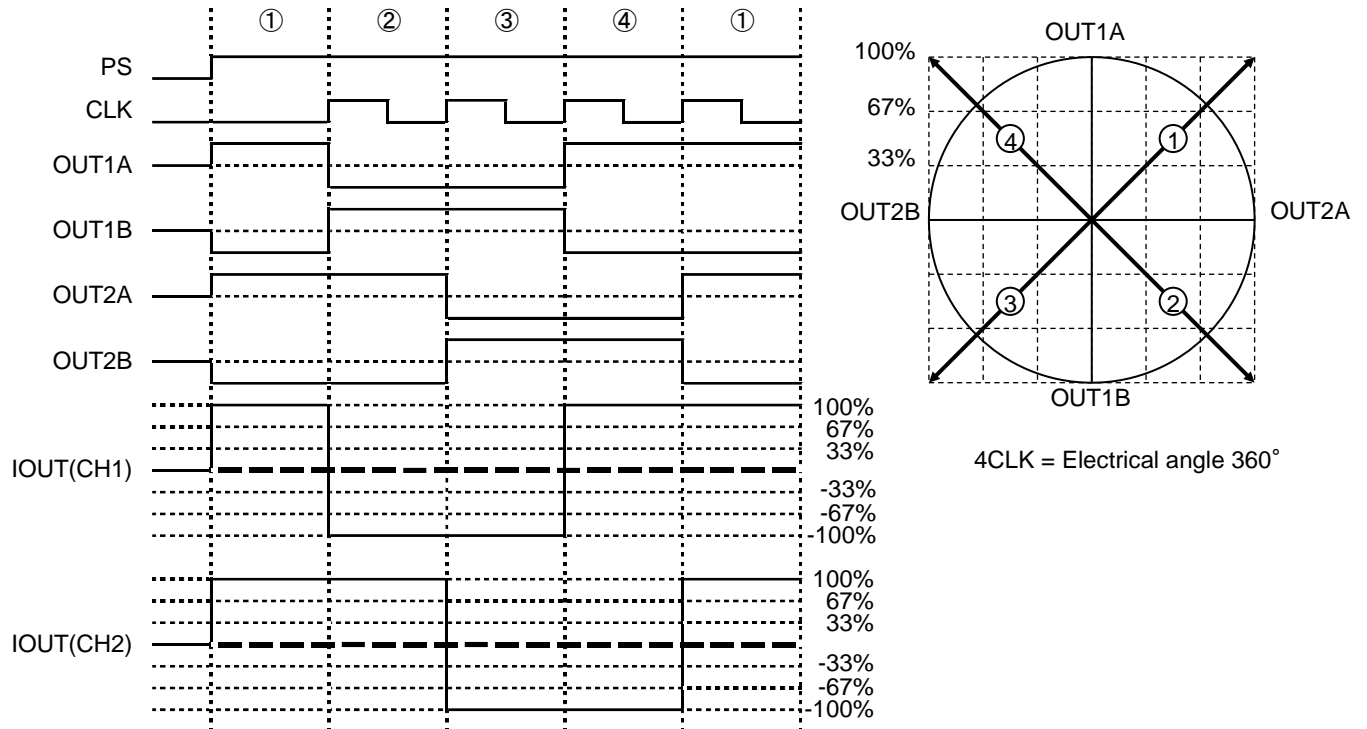 ① ② ③ ④ ①
PS
CLK
OUT1A
OUT1B
OUT2A
OUT2B
IOUT(CH1)
100%
67%
33%
-33%
-67%
-100%
IOUT(CH2)
100%
67%
33%
-33%
-67%
-100%
OUT1A
100%
67%
33%
④ ①
OUT2B OUT2A
③ ②
OUT1B
4CLK = Electrical angle 360°